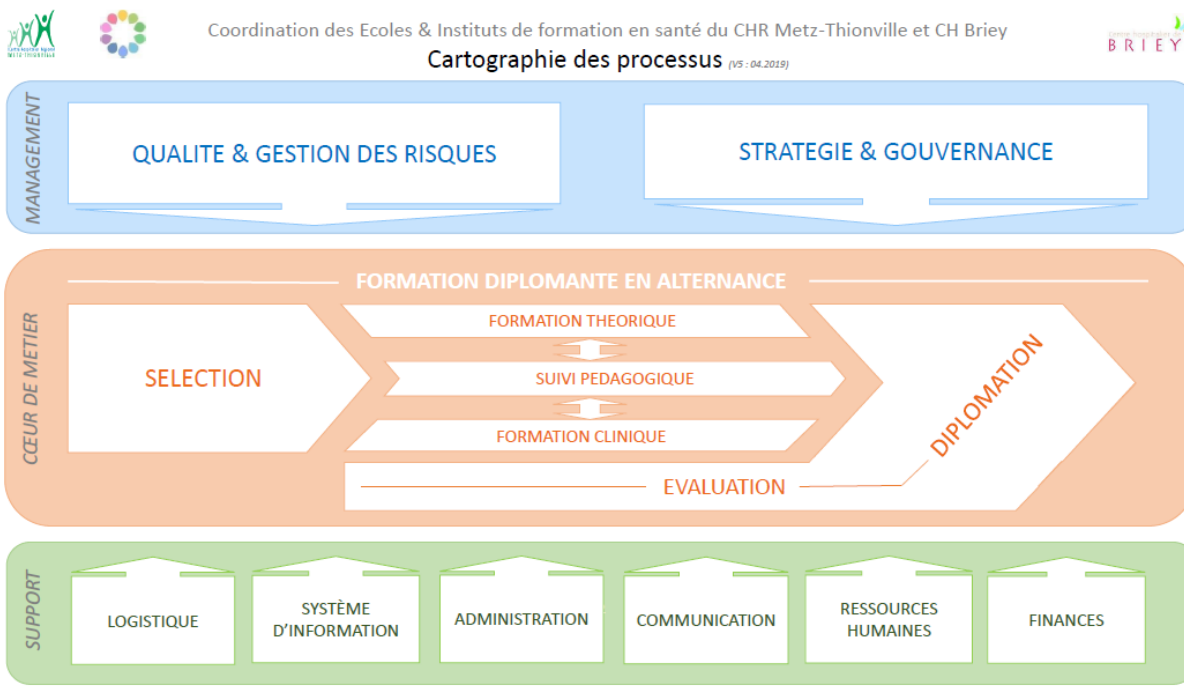 Coordination des Ecoles & Instituts de formation en santé du CHR Metz-Thionville et CH Briey
Cartographie des processus (V5 : 04.2019)
BRIEY
MANAGEMENT
QUALITE & GESTION DES RISQUES
STRATEGIE & GOUVERNANCE
CŒUR DE METIER
FORMATION DIPLOMANTE EN ALTERNANCE
SELECTION
FORMATION THEORIQUE
SUIVI PEDAGOGIQUE
FORMATION CLINIQUE
EVALUATION
DIPLOMATION
SUPPORT
LOGISTIQUE
SYSTÈME
D'INFORMATION
ADMINISTRATION
COMMUNICATION
RESSOURCES
HUMAINES
FINANCES